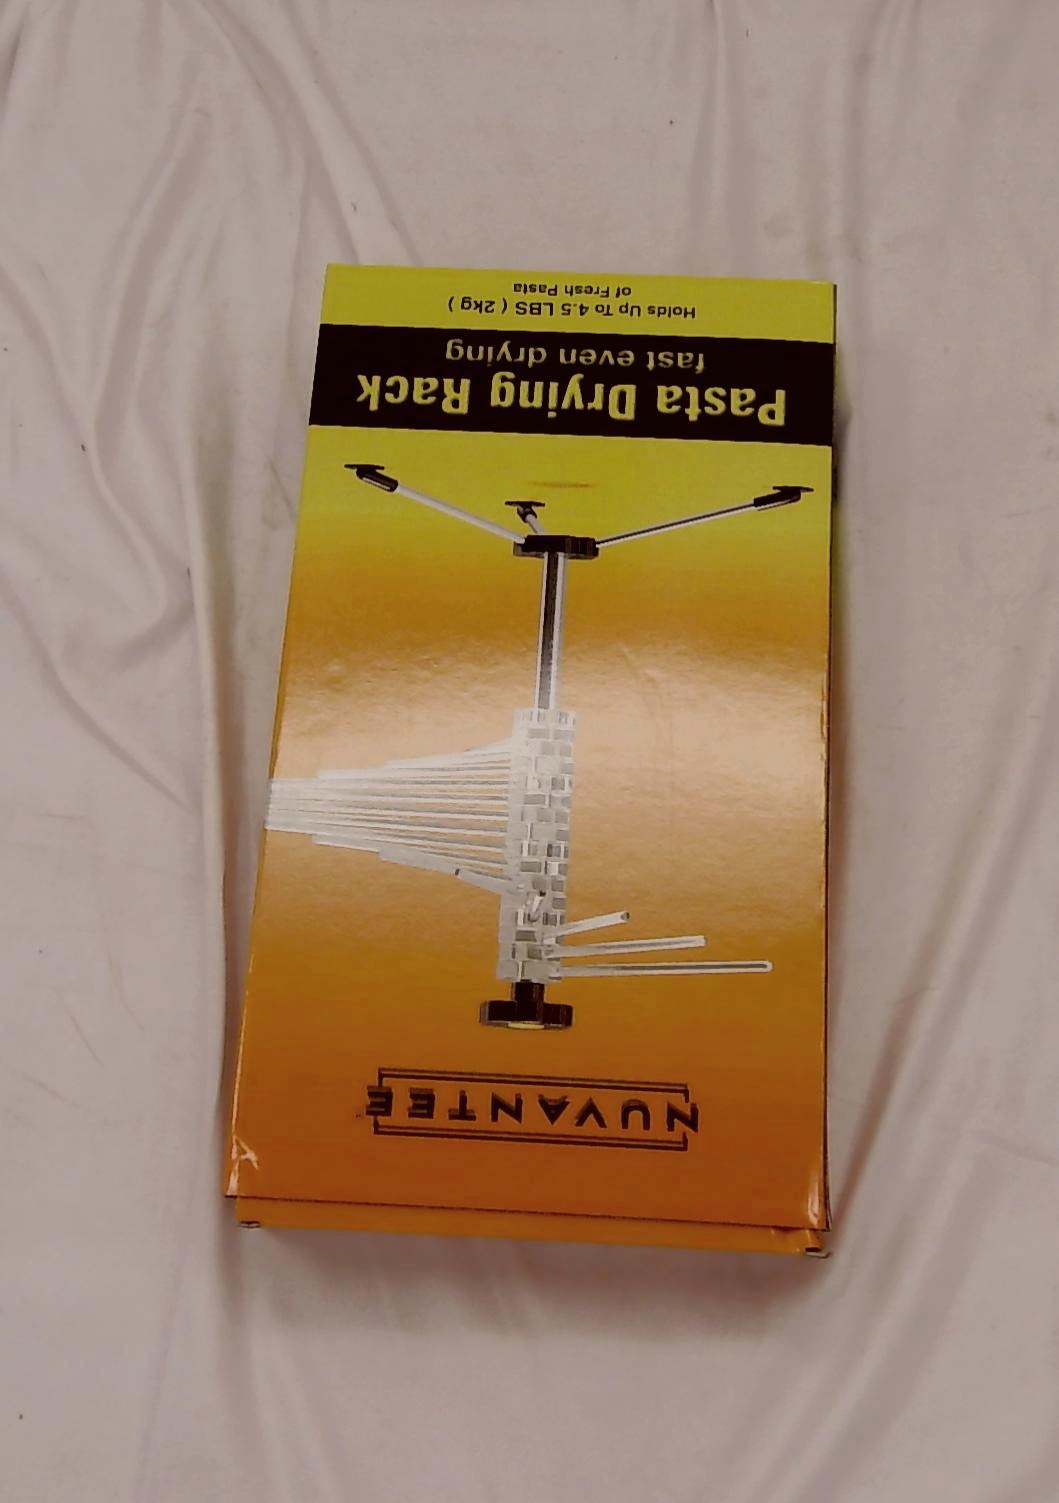 NUVANTEE
Pasta Drying Rack
fast even drying
Holds Up To 4.5 LBS ( 2kg )
of Fresh Pasta